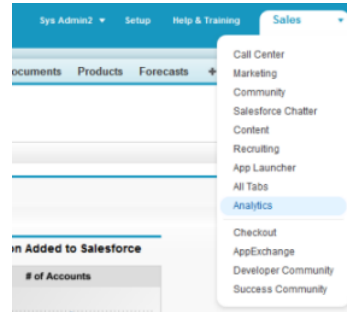 Sys Admin2 Setup Help & Training Sales
ocuments Products Forecasts +
Call Center
Marketing
Community
Salesforce Chatter
Content
Recruiting
App Launcher
All Tabs
Analytics
Checkout
AppExchange
Developer Community
Success Community
on Added to Salesforce
# of Accounts